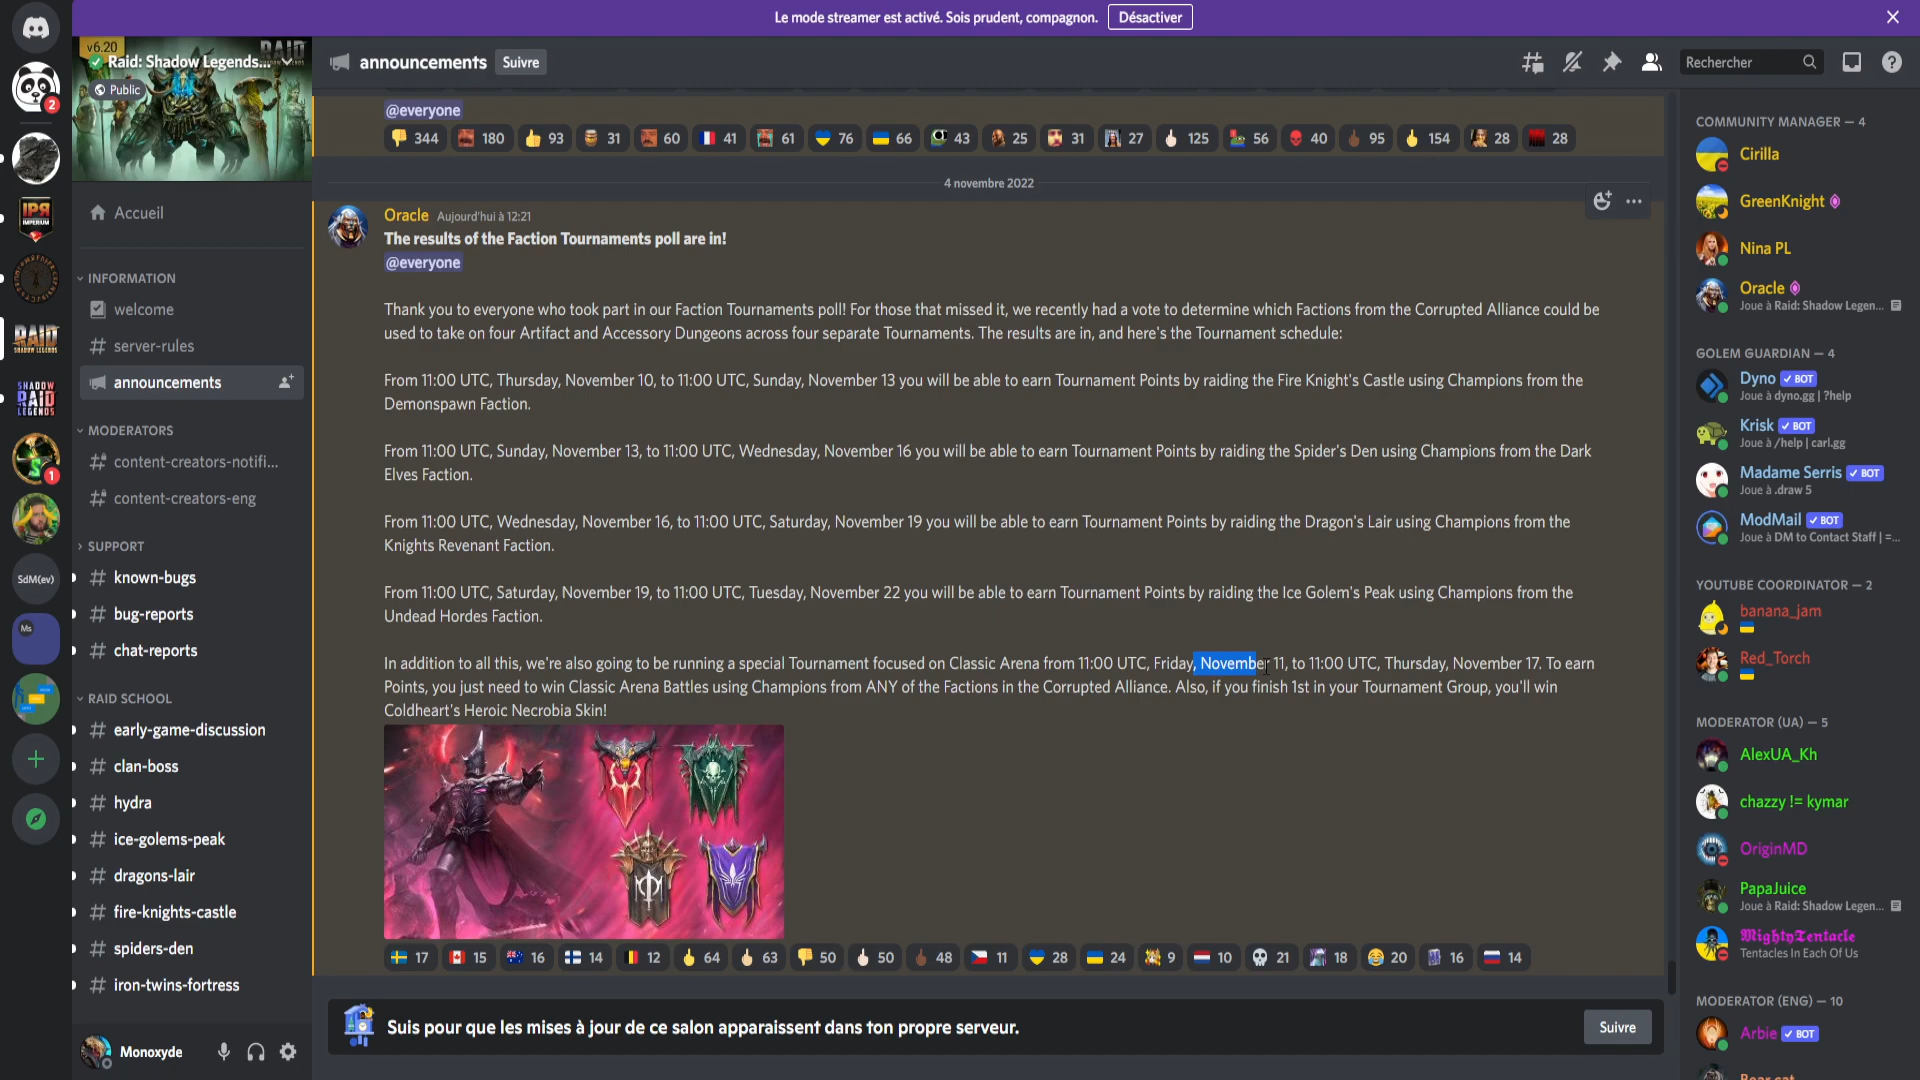 Le mode streamer est activé. Sois prudent, compagnon. Désactiver
v6.20
Raid: Shadow Legends...
Public
announcements Suivre
Rechercher
@everyone
344 180 93 31 60 41 61 76 66 43 25 31 27 125 56 40 95 154 28 28
4 novembre 2022
Oracle Aujourd'hui à 12:21
The results of the Faction Tournaments poll are in!
@everyone
Thank you to everyone who took part in our Faction Tournaments poll! For those that missed it, we recently had a vote to determine which Factions from the Corrupted Alliance could be
used to take on four Artifact and Accessory Dungeons across four separate Tournaments. The results are in, and here's the Tournament schedule:
From 11:00 UTC, Thursday, November 10, to 11:00 UTC, Sunday, November 13 you will be able to earn Tournament Points by raiding the Fire Knight's Castle using Champions from the
Demonspawn Faction.
From 11:00 UTC, Sunday, November 13, to 11:00 UTC, Wednesday, November 16 you will be able to earn Tournament Points by raiding the Spider's Den using Champions from the Dark
Elves Faction.
From 11:00 UTC, Wednesday, November 16, to 11:00 UTC, Saturday, November 19 you will be able to earn Tournament Points by raiding the Dragon's Lair using Champions from the
Knights Revenant Faction.
From 11:00 UTC, Saturday, November 19, to 11:00 UTC, Tuesday, November 22 you will be able to earn Tournament Points by raiding the Ice Golem's Peak using Champions from the
Undead Hordes Faction.
In addition to all this, we're also going to be running a special Tournament focused on Classic Arena from 11:00 UTC, Friday, November 11, to 11:00 UTC, Thursday, November 17. To earn
Points, you just need to win Classic Arena Battles using Champions from ANY of the Factions in the Corrupted Alliance. Also, if you finish 1st in your Tournament Group, you'll win
Coldheart's Heroic Necrobia Skin!
17 15 16 14 12 64 63 50 50 48 11 28 24 9 10 21 18 20 16 14
Suis pour que les mises à jour de ce salon apparaissent dans ton propre serveur. Suivre
2
IPR
IMPERIUM
RAID
SHADOW LEGENDS
SHADOW
RAID
LEGENDS
1
SdM(ev)
Ms
Accueil
INFORMATION
welcome
server-rules
announcements
MODERATORS
content-creators-notifi...
content-creators-eng
SUPPORT
known-bugs
bug-reports
chat-reports
RAID SCHOOL
early-game-discussion
clan-boss
hydra
ice-golems-peak
dragons-lair
fire-knights-castle
spiders-den
iron-twins-fortress
Monoxyde
COMMUNITY MANAGER — 4
Cirilla
GreenKnight
Nina PL
Oracle
Joue à Raid: Shadow Legen...
GOLEM GUARDIAN — 4
Dyno BOT
Joue à dyno.gg | ?help
Krisk BOT
Joue à /help | carl.gg
Madame Serris BOT
Joue à .draw 5
ModMail BOT
Joue à DM to Contact Staff | =...
YOUTUBE COORDINATOR — 2
banana_jam
Red_Torch
MODERATOR (UA) — 5
AlexUA_Kh
chazzy != kymar
OriginMD
PapaJuice
Joue à Raid: Shadow Legen...
MightyTentacle
Tentacles In Each Of Us
MODERATOR (ENG) — 10
Arbie BOT